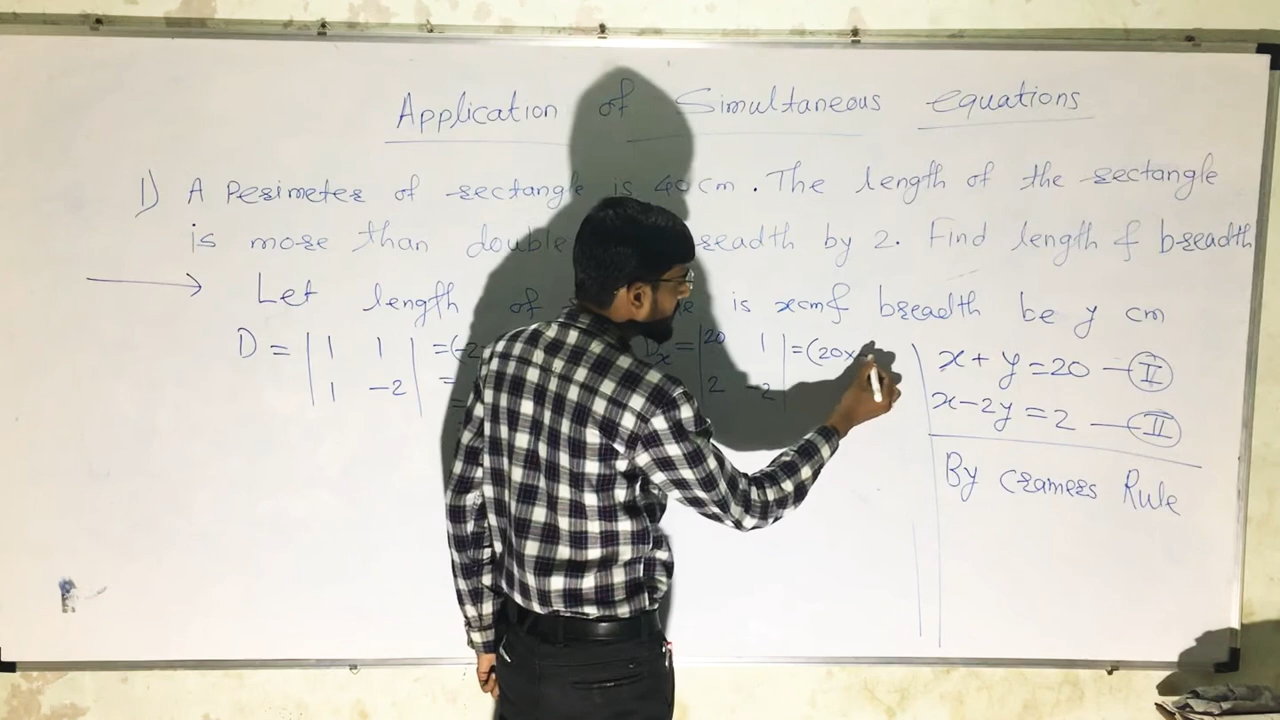 Application of Simultaneous equations
1) A Perimeter of rectangle is 40 cm. The length of the rectangle
is more than double breadth by 2. Find length & breadth
Let length of is x cm & breadth be y cm
D = | 1 1 | = (-2
| 1 -2 | =
=
Dx = | 20 1 | = (20x
| 2 -2 |
x + y = 20 — II
x - 2y = 2 — II
By cramers Rule